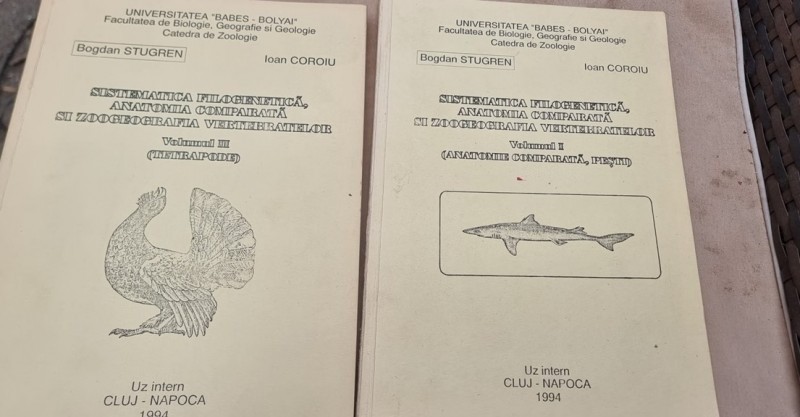 UNIVERSITATEA "BABES - BOLYAI"
Facultatea de Biologie, Geografie si Geologie
Catedra de Zoologie
Bogdan STUGREN
Ioan COROIU
SISTEMATICA FILOGENETICĂ,
ANATOMIA COMPARATĂ
SI ZOOGEOGRAFIA VERTEBRATELOR
Volumul II
(TETRAPODE)
Uz intern
CLUJ - NAPOCA
1994
UNIVERSITATEA "BABES - BOLYAI"
Facultatea de Biologie, Geografie si Geologie
Catedra de Zoologie
Bogdan STUGREN
Ioan COROIU
SISTEMATICA FILOGENETICĂ,
ANATOMIA COMPARATĂ
SI ZOOGEOGRAFIA VERTEBRATELOR
Volumul I
(ANATOMIE COMPARATĂ, PEŞTI)
Uz intern
CLUJ - NAPOCA
1994